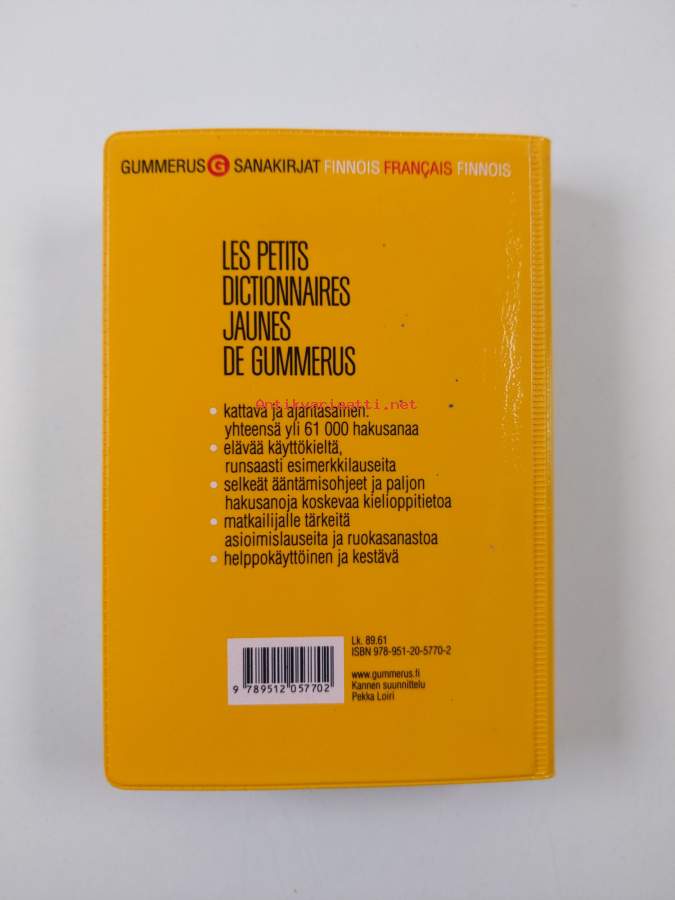 GUMMERUS G SANAKIRJAT FINNOIS FRANÇAIS FINNOIS
LES PETITS
DICTIONNAIRES
JAUNES
DE GUMMERUS
Antikvariaatti.net
• kattava ja ajantasainen:
yhteensä yli 61 000 hakusanaa
• elävää käyttökieltä,
runsaasti esimerkkilauseita
• selkeät ääntämisohjeet ja paljon
hakusanoja koskevaa kielioppitietoa
• matkailijalle tärkeitä
asioimislauseita ja ruokasanastoa
• helppokäyttöinen ja kestävä
Lk. 89.61
ISBN 978-951-20-5770-2
www.gummerus.fi
Kannen suunnittelu
Pekka Loiri
9 789512 057702